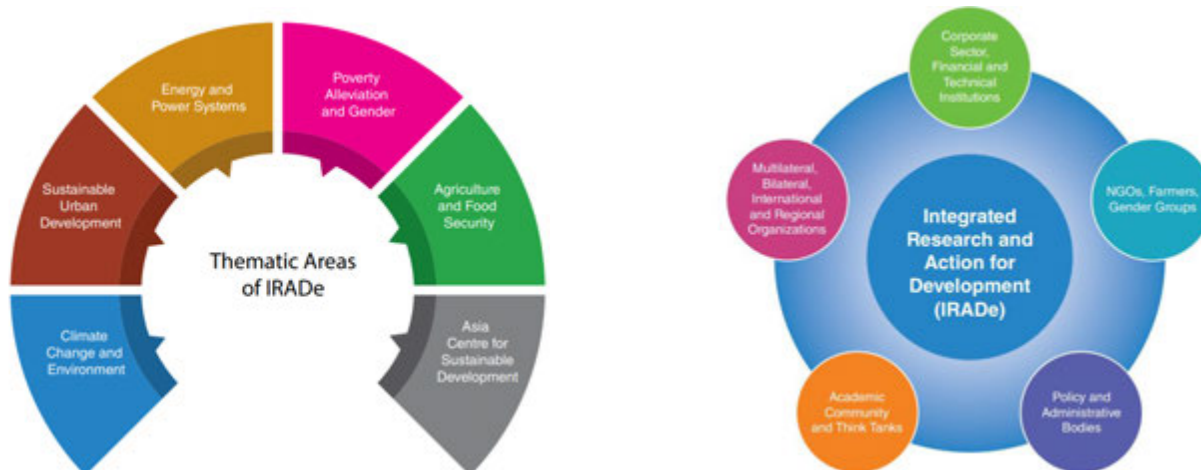 Climate
Change and
Environment
Sustainable
Urban
Development
Energy and
Power Systems
Poverty
Alleviation
and Gender
Agriculture
and Food
Security
Asia
Centre for
Sustainable
Development
Thematic Areas
of IRADe
Corporate
Sector,
Financial and
Technical
Institutions
NGOs, Farmers,
Gender Groups
Policy and
Administrative
Bodies
Academic
Community
and Think Tanks
Multilateral,
Bilateral,
International
and Regional
Organizations
Integrated
Research and
Action for
Development
(IRADe)